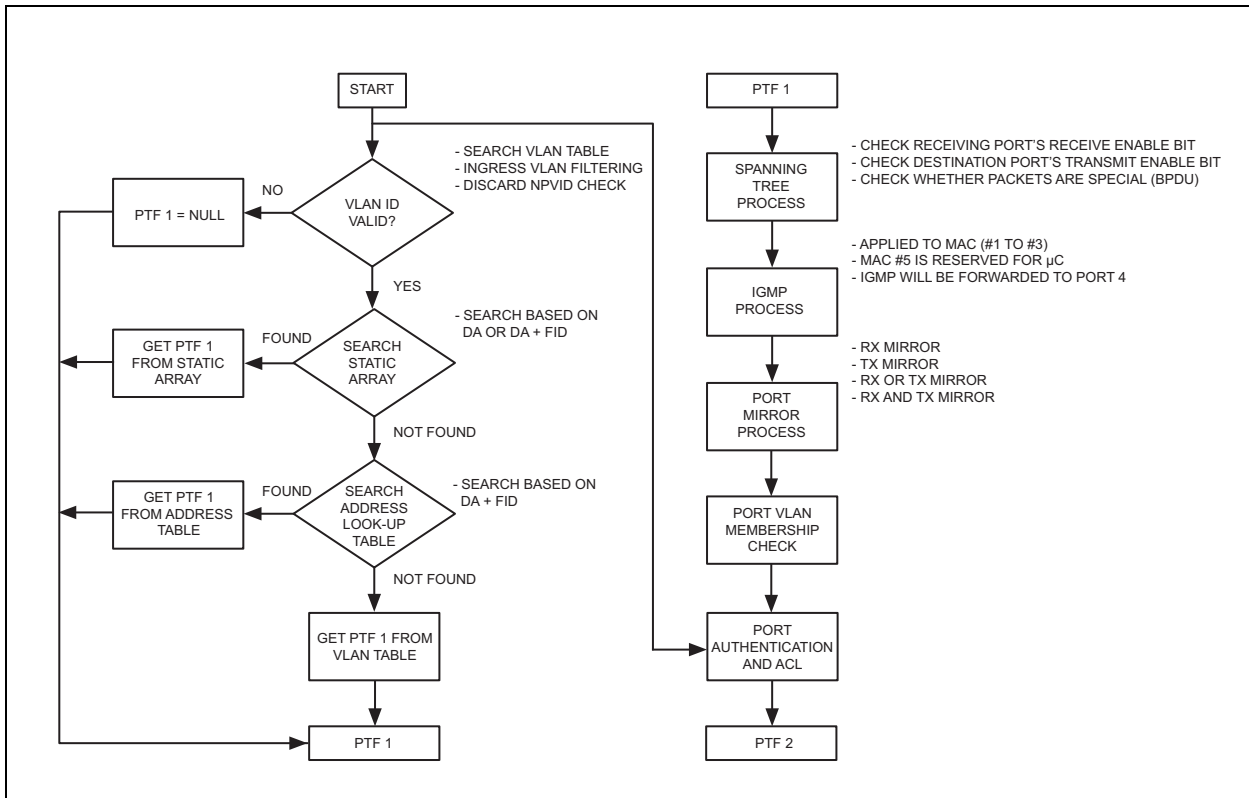 START
- SEARCH VLAN TABLE
- INGRESS VLAN FILTERING
- DISCARD NPVID CHECK
VLAN ID
VALID?
NO
PTF 1 = NULL
YES
- SEARCH BASED ON
DA OR DA + FID
SEARCH
STATIC
ARRAY
FOUND
GET PTF 1
FROM STATIC
ARRAY
NOT FOUND
- SEARCH BASED ON
DA + FID
SEARCH
ADDRESS
LOOK-UP
TABLE
FOUND
GET PTF 1
FROM ADDRESS
TABLE
NOT FOUND
GET PTF 1 FROM
VLAN TABLE
PTF 1
PTF 1
- CHECK RECEIVING PORT'S RECEIVE ENABLE BIT
- CHECK DESTINATION PORT'S TRANSMIT ENABLE BIT
- CHECK WHETHER PACKETS ARE SPECIAL (BPDU)
SPANNING
TREE
PROCESS
- APPLIED TO MAC (#1 TO #3)
- MAC #5 IS RESERVED FOR µC
- IGMP WILL BE FORWARDED TO PORT 4
IGMP
PROCESS
- RX MIRROR
- TX MIRROR
- RX OR TX MIRROR
- RX AND TX MIRROR
PORT
MIRROR
PROCESS
PORT VLAN
MEMBERSHIP
CHECK
PORT
AUTHENTICATION
AND ACL
PTF 2